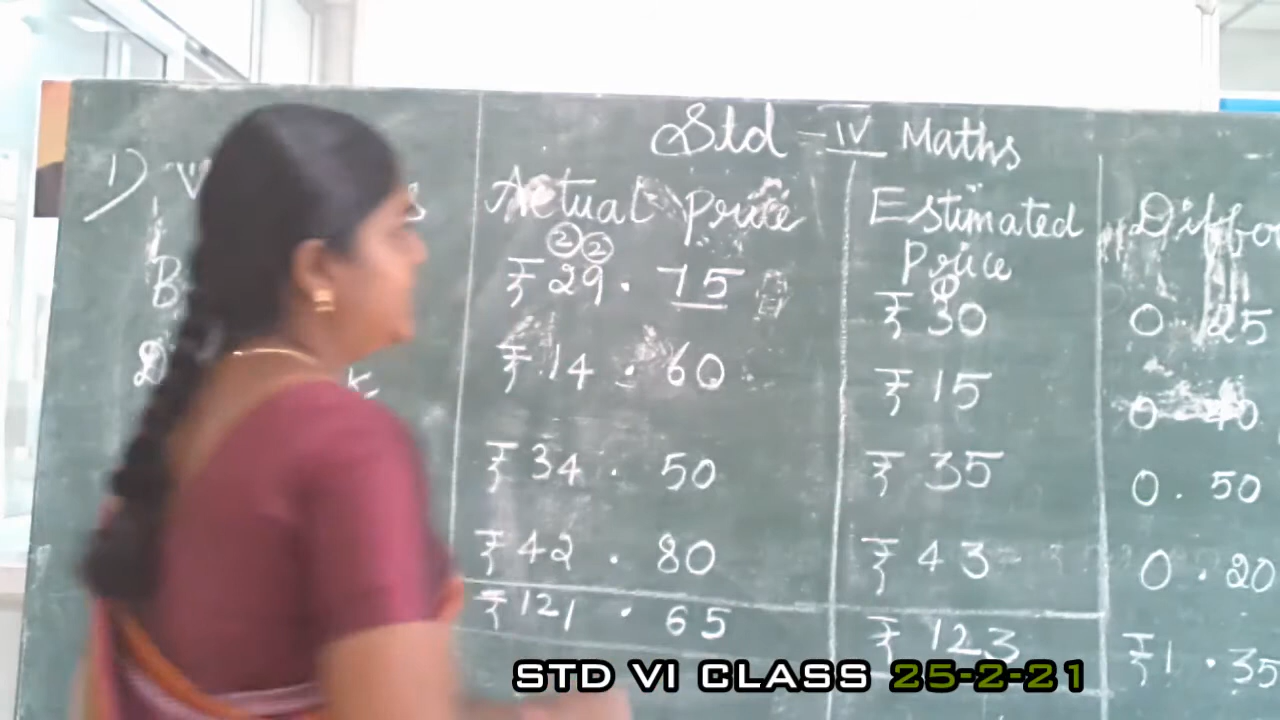 Std - IV Maths
1) Actual Price Estimated Price
② ②
₹ 29 . 75 ₹ 30 0 . 25
₹ 14 . 60 ₹ 15 0 - 40
₹ 34 . 50 ₹ 35 0 . 50
₹ 42 . 80 ₹ 43 0 . 20
₹ 121 . 65 ₹ 123 ₹ 1 . 35
STD VI CLASS 25-2-21